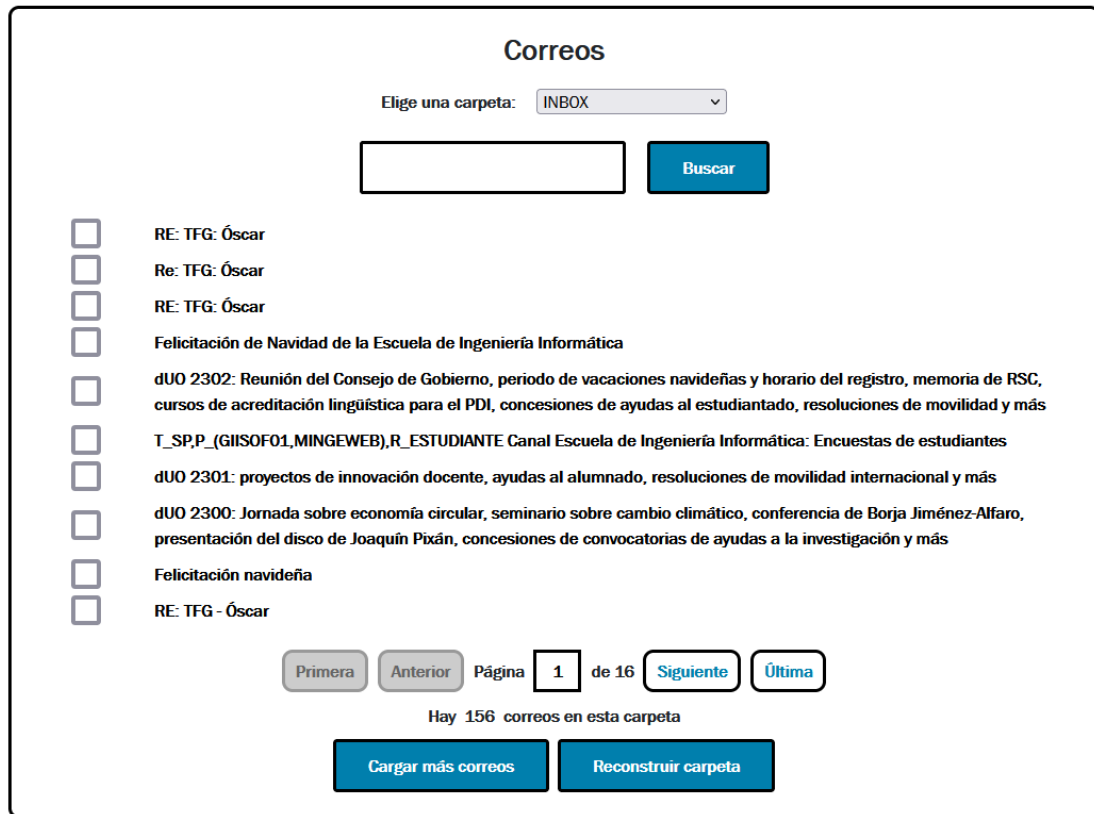 Correos
Elige una carpeta: INBOX
Buscar
RE: TFG: Óscar
Re: TFG: Óscar
RE: TFG: Óscar
Felicitación de Navidad de la Escuela de Ingeniería Informática
dUO 2302: Reunión del Consejo de Gobierno, periodo de vacaciones navideñas y horario del registro, memoria de RSC,
cursos de acreditación lingüística para el PDI, concesiones de ayudas al estudiantado, resoluciones de movilidad y más
T_SP,P_(GIISOF01,MINGEWEB),R_ESTUDIANTE Canal Escuela de Ingeniería Informática: Encuestas de estudiantes
dUO 2301: proyectos de innovación docente, ayudas al alumnado, resoluciones de movilidad internacional y más
dUO 2300: Jornada sobre economía circular, seminario sobre cambio climático, conferencia de Borja Jiménez-Alfaro,
presentación del disco de Joaquín Pixán, concesiones de convocatorias de ayudas a la investigación y más
Felicitación navideña
RE: TFG - Óscar
Primera Anterior Página 1 de 16 Siguiente Última
Hay 156 correos en esta carpeta
Cargar más correos Reconstruir carpeta